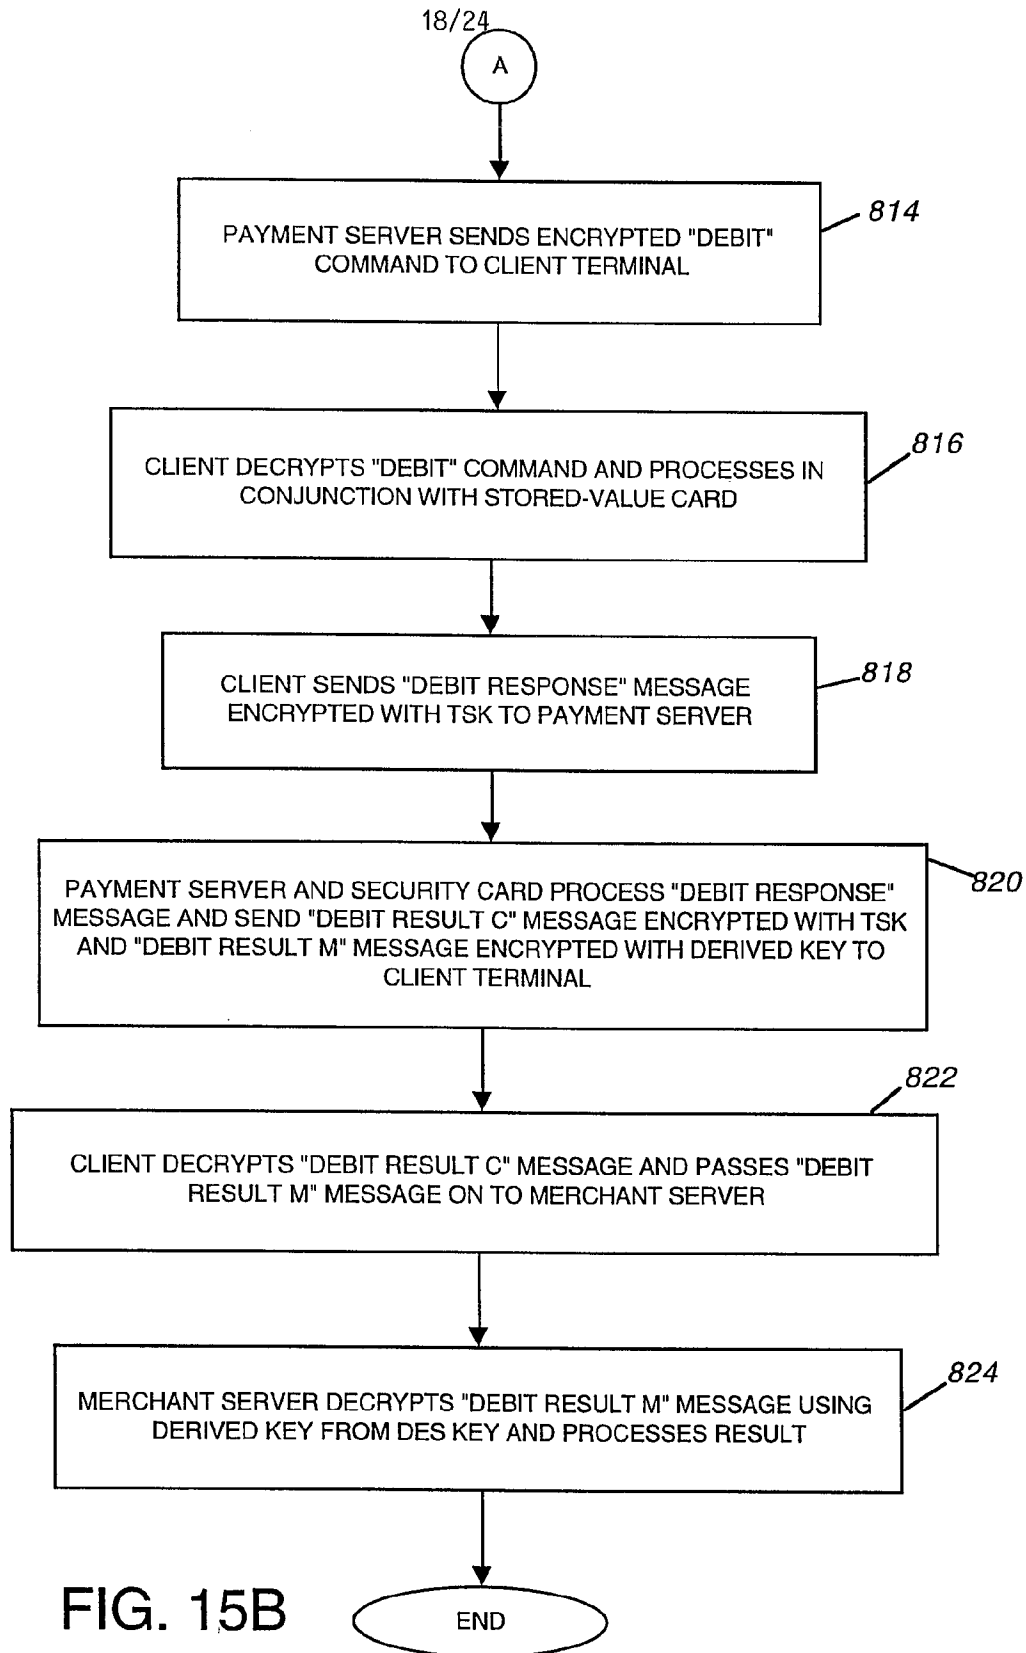 18/24
A
PAYMENT SERVER SENDS ENCRYPTED "DEBIT"
COMMAND TO CLIENT TERMINAL
814
CLIENT DECRYPTS "DEBIT" COMMAND AND PROCESSES IN
CONJUNCTION WITH STORED-VALUE CARD
816
CLIENT SENDS "DEBIT RESPONSE" MESSAGE
ENCRYPTED WITH TSK TO PAYMENT SERVER
818
PAYMENT SERVER AND SECURITY CARD PROCESS "DEBIT RESPONSE"
MESSAGE AND SEND "DEBIT RESULT C" MESSAGE ENCRYPTED WITH TSK
AND "DEBIT RESULT M" MESSAGE ENCRYPTED WITH DERIVED KEY TO
CLIENT TERMINAL
820
822
CLIENT DECRYPTS "DEBIT RESULT C" MESSAGE AND PASSES "DEBIT
RESULT M" MESSAGE ON TO MERCHANT SERVER
MERCHANT SERVER DECRYPTS "DEBIT RESULT M" MESSAGE USING
DERIVED KEY FROM DES KEY AND PROCESSES RESULT
824
FIG. 15B
END